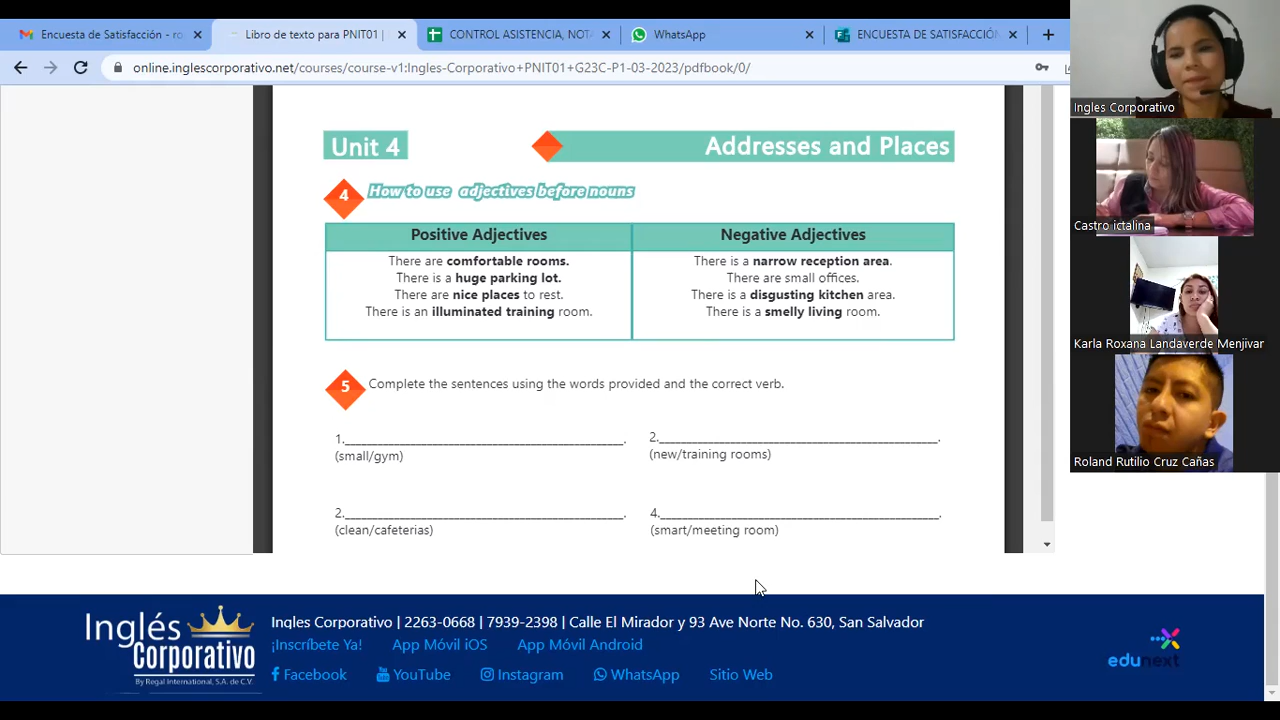 Encuesta de Satisfacción - ro
Libro de texto para PNIT01 |
CONTROL ASISTENCIA, NOTA
WhatsApp
ENCUESTA DE SATISFACCIÓN
online.inglescorporativo.net/courses/course-v1:Ingles-Corporativo+PNIT01+G23C-P1-03-2023/pdfbook/0/
Ingles Corporativo
Castro ictalina
Karla Roxana Landaverde Menjivar
Roland Rutilio Cruz Cañas
Unit 4
Addresses and Places
4
How to use adjectives before nouns
Positive Adjectives
There are comfortable rooms.
There is a huge parking lot.
There are nice places to rest.
There is an illuminated training room.
Negative Adjectives
There is a narrow reception area.
There are small offices.
There is a disgusting kitchen area.
There is a smelly living room.
5
Complete the sentences using the words provided and the correct verb.
1.__________________________________________.
(small/gym)
2.__________________________________________.
(new/training rooms)
2.__________________________________________.
(clean/cafeterias)
4.__________________________________________.
(smart/meeting room)
Inglés
Corporativo
By Regal International, S.A. de C.V.
Ingles Corporativo | 2263-0668 | 7939-2398 | Calle El Mirador y 93 Ave Norte No. 630, San Salvador
¡Inscríbete Ya! App Móvil iOS App Móvil Android
Facebook YouTube Instagram WhatsApp Sitio Web
edunext